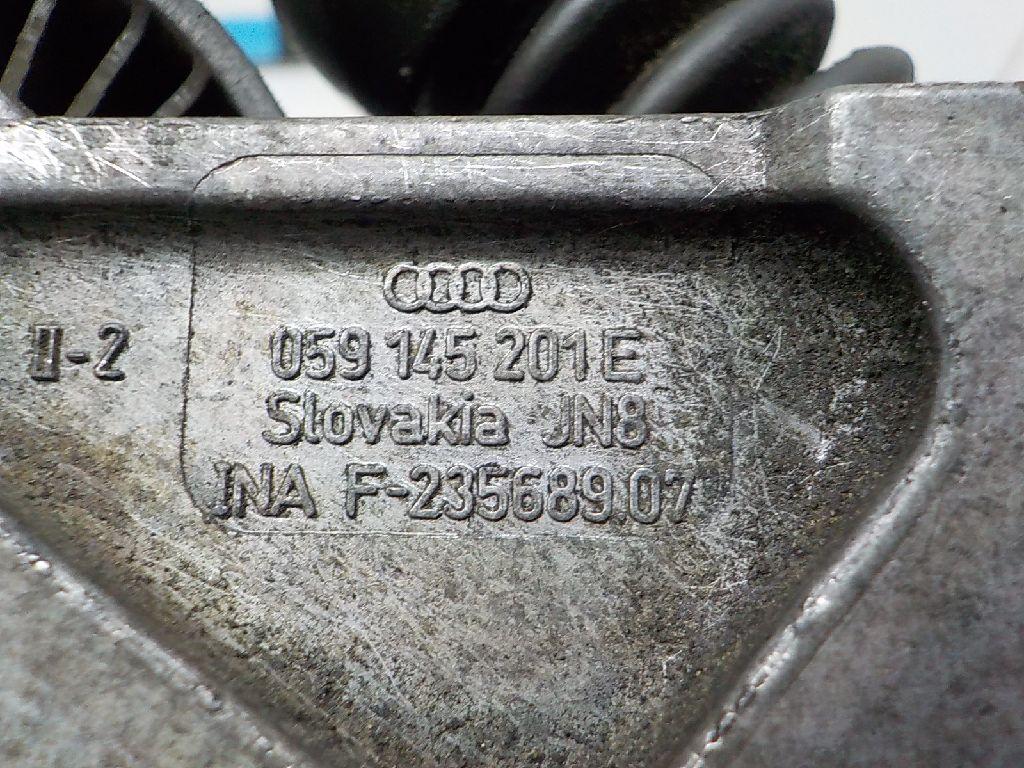 II-2
059 145 201 E
Slovakia JN8
INA F-235689.07